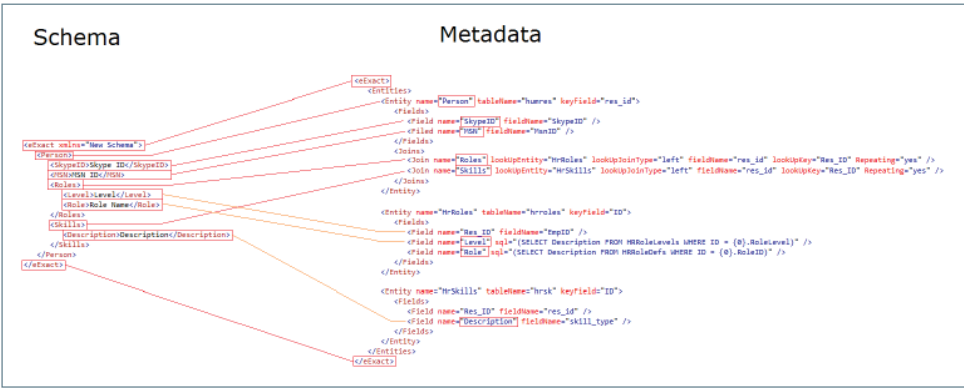 Schema
Metadata
<eExact xmlns="New Schema">
<Person>
<SkypeID>Skype ID</SkypeID>
<MSN>MSN ID</MSN>
<Roles>
<Level>Level</Level>
<Role>Role Name</Role>
</Roles>
<Skills>
<Description>Description</Description>
</Skills>
</Person>
</eExact>
<eExact>
<Entities>
<Entity name="Person" tableName="humres" keyField="res_id">
<Fields>
<Field name="SkypeID" fieldName="SkypeID" />
<Filed name="MSN" fieldName="MsnID" />
</Fields>
<Joins>
<Join name="Roles" lookUpEntity="HrRoles" lookUpJoinType="left" fieldName="res_id" lookUpKey="Res_ID" Repeating="yes" />
<Join name="Skills" lookUpEntity="HrSkills" lookUpJoinType="left" fieldName="res_id" lookUpKey="Res_ID" Repeating="yes" />
</Joins>
</Entity>
<Entity name="HrRoles" tableName="hrroles" keyField="ID">
<Fields>
<Field name="Res_ID" fieldName="EmpID" />
<Field name="Level" sql="(SELECT Description FROM HRRoleLevels WHERE ID = {0}.RoleLevel)" />
<Field name="Role" sql="(SELECT Description FROM HRRoleDefs WHERE ID = {0}.RoleID)" />
</Fields>
</Entity>
<Entity name="HrSkills" tableName="hrsk" keyField="ID">
<Fields>
<Field name="Res_ID" fieldName="res_id" />
<Field name="Description" fieldName="skill_type" />
</Fields>
</Entity>
</Entities>
</eExact>